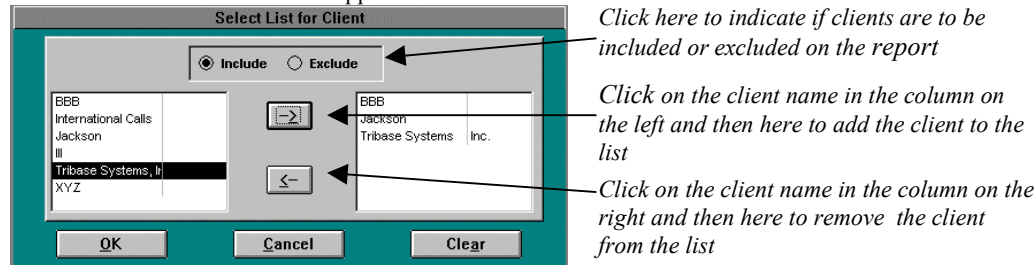 Select List for Client
Include Exclude
BBB
International Calls
Jackson
III
Tribase Systems, Ir
XYZ
->
<-
BBB
Jackson
Tribase Systems Inc.
OK Cancel Clear
Click here to indicate if clients are to be
included or excluded on the report
Click on the client name in the column on
the left and then here to add the client to the
list
Click on the client name in the column on the
right and then here to remove the client
from the list